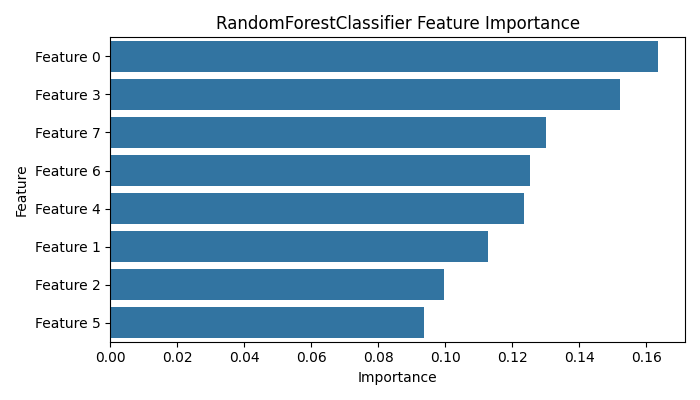 RandomForestClassifier Feature Importance
Feature
Feature 0
Feature 3
Feature 7
Feature 6
Feature 4
Feature 1
Feature 2
Feature 5
0.00 0.02 0.04 0.06 0.08 0.10 0.12 0.14 0.16
Importance